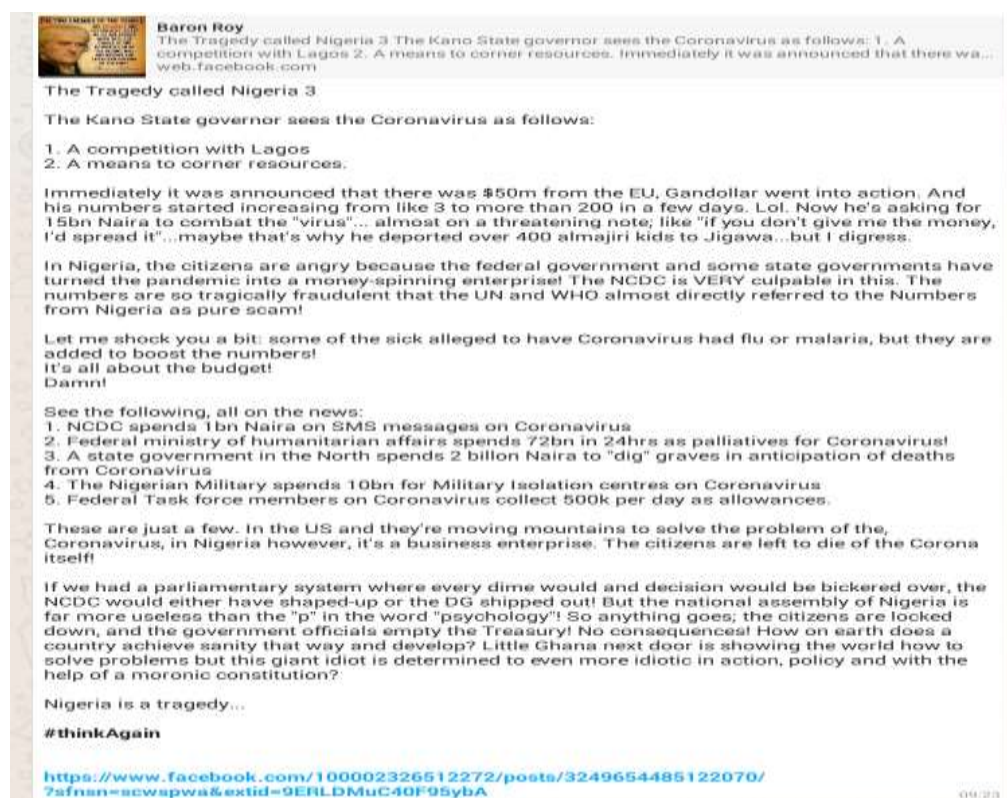 Baron Roy
The Tragedy called Nigeria 3 The Kano State governor sees the Coronavirus as follows: 1. A
competition with Lagos 2. A means to corner resources. Immediately it was announced that there wa...
web.facebook.com
The Tragedy called Nigeria 3
The Kano State governor sees the Coronavirus as follows:
1. A competition with Lagos
2. A means to corner resources.
Immediately it was announced that there was $50m from the EU, Gandollar went into action. And
his numbers started increasing from like 3 to more than 200 in a few days. Lol. Now he's asking for
15bn Naira to combat the "virus"... almost on a threatening note; like "if you don't give me the money,
I'd spread it"...maybe that's why he deported over 400 almajiri kids to Jigawa...but I digress.
In Nigeria, the citizens are angry because the federal government and some state governments have
turned the pandemic into a money-spinning enterprise! The NCDC is VERY culpable in this. The
numbers are so tragically fraudulent that the UN and WHO almost directly referred to the Numbers
from Nigeria as pure scam!
Let me shock you a bit: some of the sick alleged to have Coronavirus had flu or malaria, but they are
added to boost the numbers!
It's all about the budget!
Damn!
See the following, all on the news:
1. NCDC spends 1bn Naira on SMS messages on Coronavirus
2. Federal ministry of humanitarian affairs spends 72bn in 24hrs as palliatives for Coronavirus!
3. A state government in the North spends 2 billon Naira to "dig" graves in anticipation of deaths
from Coronavirus
4. The Nigerian Military spends 10bn for Military Isolation centres on Coronavirus
5. Federal Task force members on Coronavirus collect 500k per day as allowances.
These are just a few. In the US and they're moving mountains to solve the problem of the,
Coronavirus, in Nigeria however, it's a business enterprise. The citizens are left to die of the Corona
itself!
If we had a parliamentary system where every dime would and decision would be bickered over, the
NCDC would either have shaped-up or the DG shipped out! But the national assembly of Nigeria is
far more useless than the "p" in the word "psychology"! So anything goes; the citizens are locked
down, and the government officials empty the Treasury! No consequences! How on earth does a
country achieve sanity that way and develop? Little Ghana next door is showing the world how to
solve problems but this giant idiot is determined to even more idiotic in action, policy and with the
help of a moronic constitution?
Nigeria is a tragedy...
#thinkAgain
https://www.facebook.com/100002326512272/posts/3249654485122070/
?sfnsn=scwspwa&extid=9ERLDMuC40F95ybA
09:23